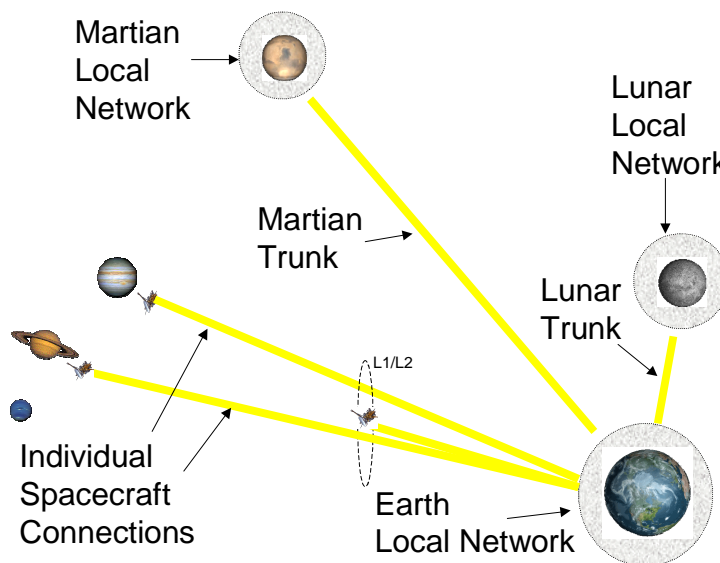 Martian
Local
Network
Lunar
Local
Network
Martian
Trunk
Lunar
Trunk
L1/L2
Individual
Spacecraft
Connections
Earth
Local Network